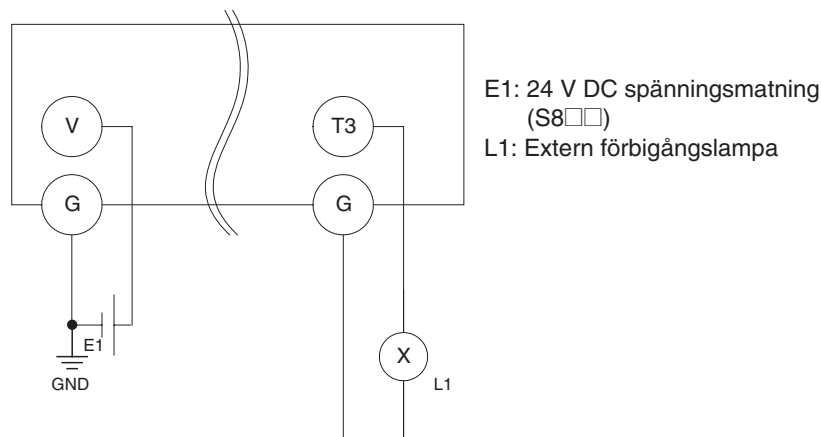 V
T3
G
G
E1
GND
X
L1
E1: 24 V DC spänningsmatning
(S8□□)
L1: Extern förbigångslampa